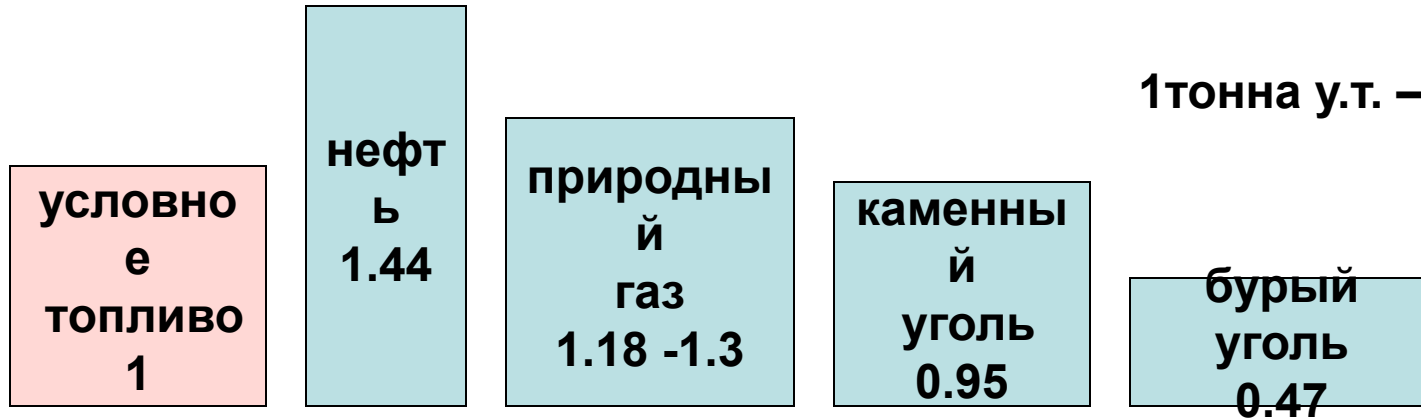 условно
е
топливо
1
нефт
ь
1.44
природны
й
газ
1.18 -1.3
каменны
й
уголь
0.95
1тонна у.т. –
бурый
уголь
0.47